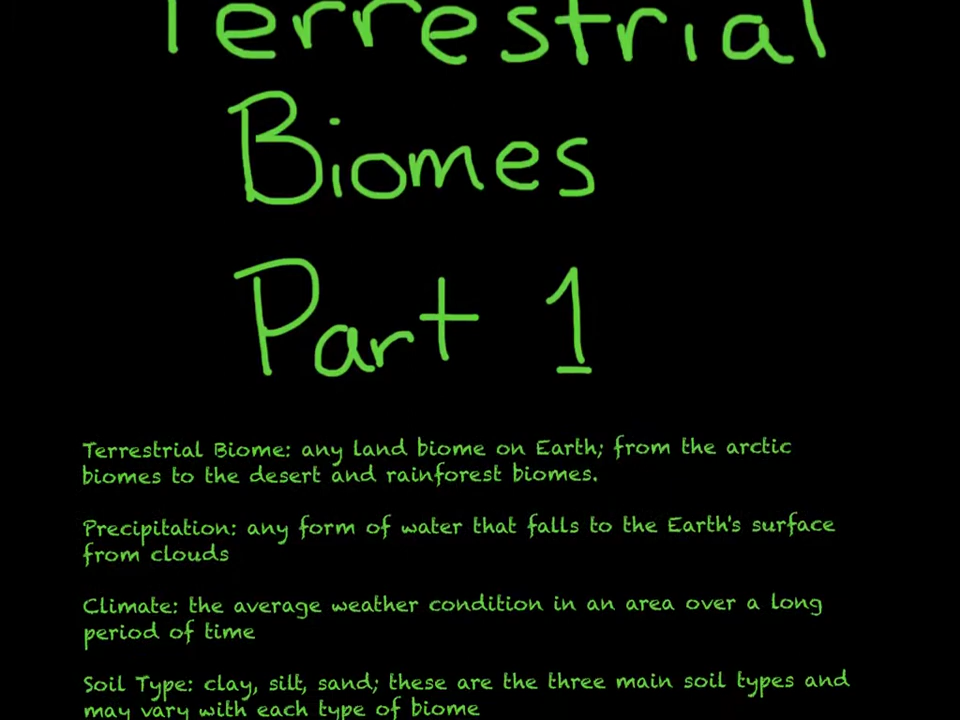 Terrestrial
Biomes
Part 1
Terrestrial Biome: any land biome on Earth; from the arctic
biomes to the desert and rainforest biomes.
Precipitation: any form of water that falls to the Earth's surface
from clouds
Climate: the average weather condition in an area over a long
period of time
Soil Type: clay, silt, sand; these are the three main soil types and
may vary with each type of biome